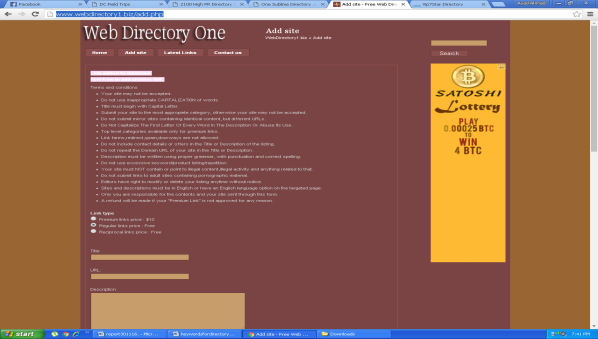 Facebook
DC Field Trips
2100 High PR Director
One Subline Directory
Add site - Free Web Dir
Vip7Star Directory
www.webdirectory1.biz/add.php
Web Directory One
Add site
WebDirectory1.biz » Add site
Home
Add site
Latest Links
Contact us
Search
Terms and conditions
Your site may not be accepted.
Do not use inappropriate CAPITALIZATION of words.
Title must begin with Capital Letter.
Submit your site to the most appropriate category, otherwise your site may not be accepted.
Do not submit mirror sites containing identical content, but different URLs.
Do Not Capitalize The First Letter Of Every Word In The Description Or Abuse Its Use.
Top level categories available only for premium links.
Link farms,mlm are not allowed.
Do not include contact details or offers in the Title or Description of the listing.
Do not repeat the Domain URL of your site in the Title or Description.
Description must be written using proper grammar, with punctuation and correct spelling.
Do not use excessive keyword/product listing/repetition.
Your site must NOT contain or point to illegal content,illegal activity and anything related to that.
Do not submit links to adult sites containing pornographic material.
Editors have right to modify or delete your listing anytime without notice.
Sites and descriptions must be in English or have an English language option on the targeted page.
Only you are responsible for the contents and your site sent through this form.
A refund will be made if your "Premium Link" is not approved for any reason.
Link type
Premium links price : $10
Regular links price : Free
Reciprocal links price : Free
Title:
URL:
Description:
SATOSHI
Lottery
PLAY
0.00025BTC
TO
WIN
4 BTC
start
report301115 - Micr...
keywordsfordirectory...
Add site - Free Web ...
Downloads
7:41 PM